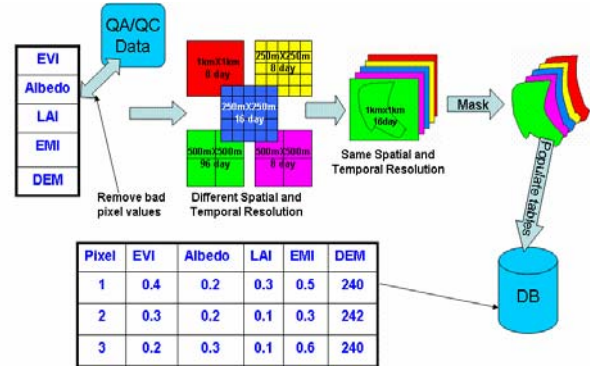 QA/QC
Data
EVI
Albedo
LAI
EMI
DEM
Remove bad
pixel values
1kmX1km
8 day
250mX250m
8 day
250mX250m
16 day
500mX500m
96 day
500mX500m
8 day
Different Spatial and
Temporal Resolution
1kmX1km
16day
Same Spatial and
Temporal Resolution
Mask
Populate tables
DB
Pixel EVI Albedo LAI EMI DEM
1 0.4 0.2 0.3 0.5 240
2 0.3 0.2 0.1 0.3 242
3 0.2 0.3 0.1 0.6 240